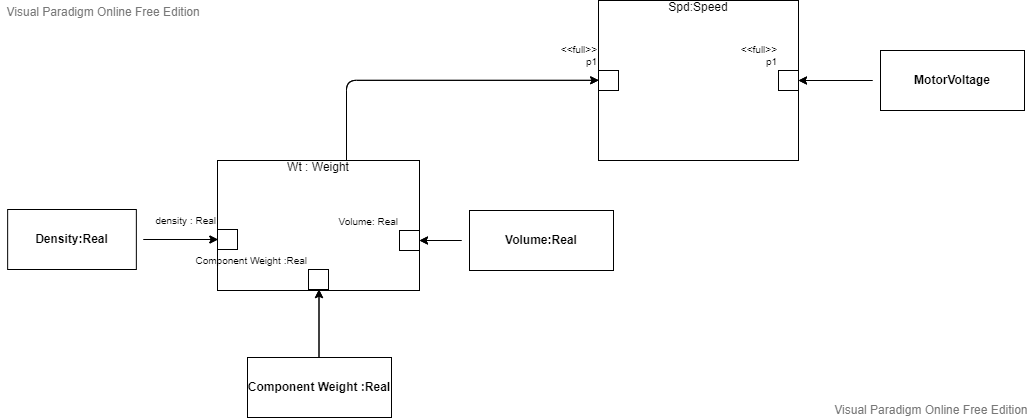 Visual Paradigm Online Free Edition
Spd:Speed
<<full>>
p1
<<full>>
p1
MotorVoltage
Wt : Weight
density : Real
Volume: Real
Density:Real
Volume:Real
Component Weight :Real
Component Weight :Real
Visual Paradigm Online Free Edition